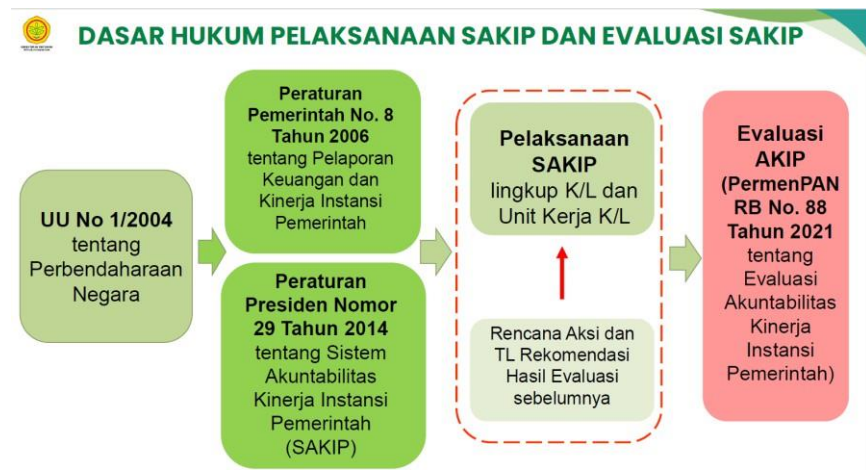 DASAR HUKUM PELAKSANAAN SAKIP DAN EVALUASI SAKIP
UU No 1/2004
tentang
Perbendaharaan
Negara
Peraturan
Pemerintah No. 8
Tahun 2006
tentang Pelaporan
Keuangan dan
Kinerja Instansi
Pemerintah
Peraturan
Presiden Nomor
29 Tahun 2014
tentang Sistem
Akuntabilitas
Kinerja Instansi
Pemerintah
(SAKIP)
Pelaksanaan
SAKIP
lingkup K/L dan
Unit Kerja K/L
Rencana Aksi dan
TL Rekomendasi
Hasil Evaluasi
sebelumnya
Evaluasi
AKIP
(PermenPAN
RB No. 88
Tahun 2021
tentang
Evaluasi
Akuntabilitas
Kinerja
Instansi
Pemerintah)